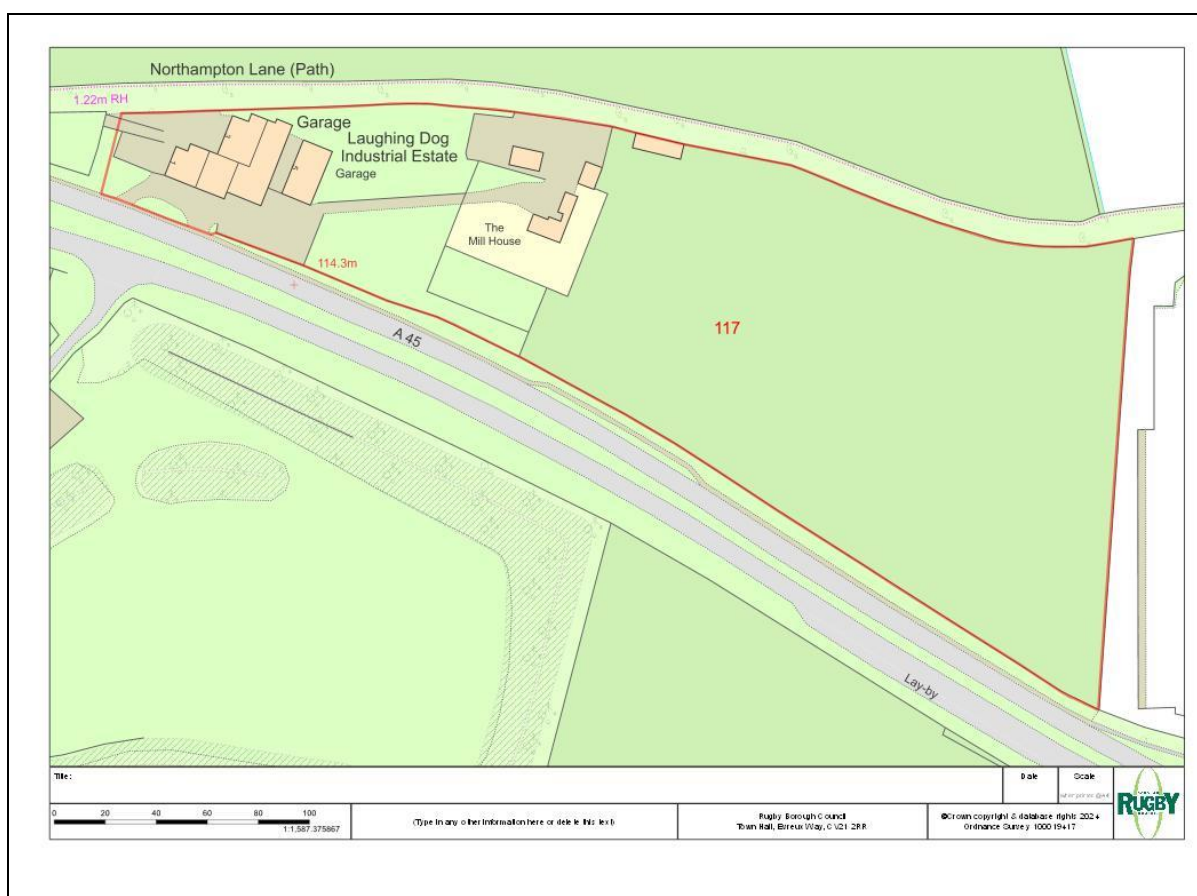 Northampton Lane (Path)
1.22m RH
Garage
Laughing Dog
Industrial Estate
Garage
The
Mill House
114.3m
117
A 45
Lay-by
Title:
Date
Scale
0 20 40 60 80 100
1:1,587.375867
(Type in any other information here or delete this text)
Rugby Borough Council
Town Hall, Evreux Way, CV21 2RR
©Crown copyright & database rights 2024
Ordnance Survey 100019417
RUGBY